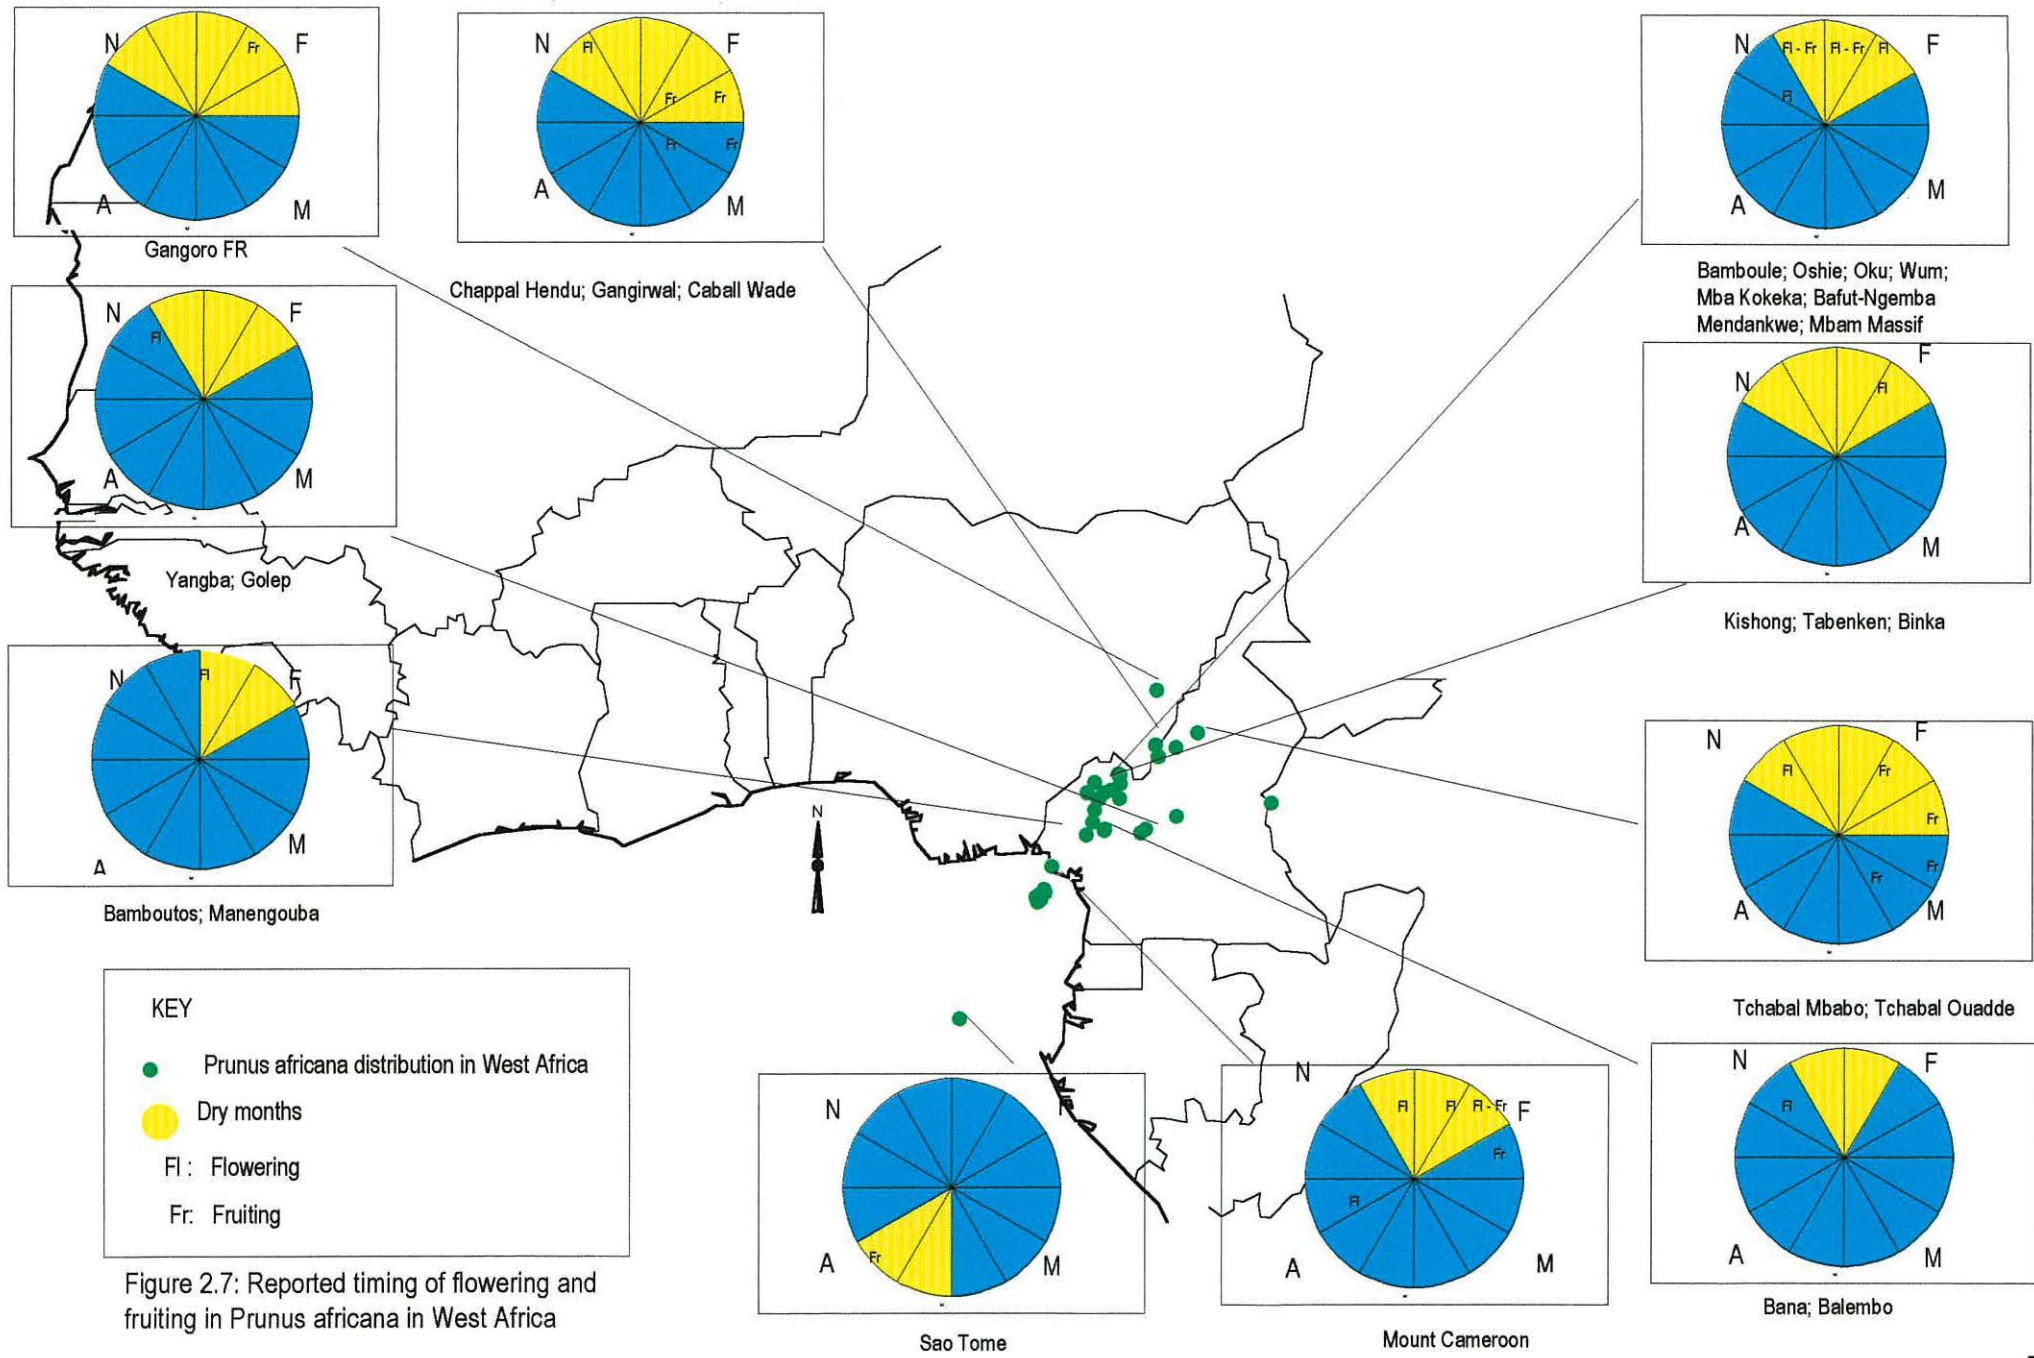 N
Fr
F
A
M
Gangoro FR
N
Fl
F
Fr
Fr
Fr
Fr
A
M
Chappal Hendu; Gangirwal; Caball Wade
N
Fl - Fr
Fl - Fr
Fl
F
Fl
A
M
Bamboule; Oshie; Oku; Wum;
Mba Kokeka; Bafut-Ngemba
Mendankwe; Mbam Massif
N
Fl
F
A
M
Yangba; Golep
F
N
Fl
A
M
Kishong; Tabenken; Binka
N
Fl
F
A
M
Bamboutos; Manengouba
N
F
Fl
Fr
Fr
Fr
Fr
A
M
Tchabal Mbabo; Tchabal Ouadde
N
KEY
Prunus africana distribution in West Africa
Dry months
Fl : Flowering
Fr: Fruiting
Figure 2.7: Reported timing of flowering and
fruiting in Prunus africana in West Africa
N
A
Fr
M
Sao Tome
N
Fl
Fl
Fl - Fr
F
Fr
Fl
A
M
Mount Cameroon
N
F
Fl
A
M
Bana; Balembo